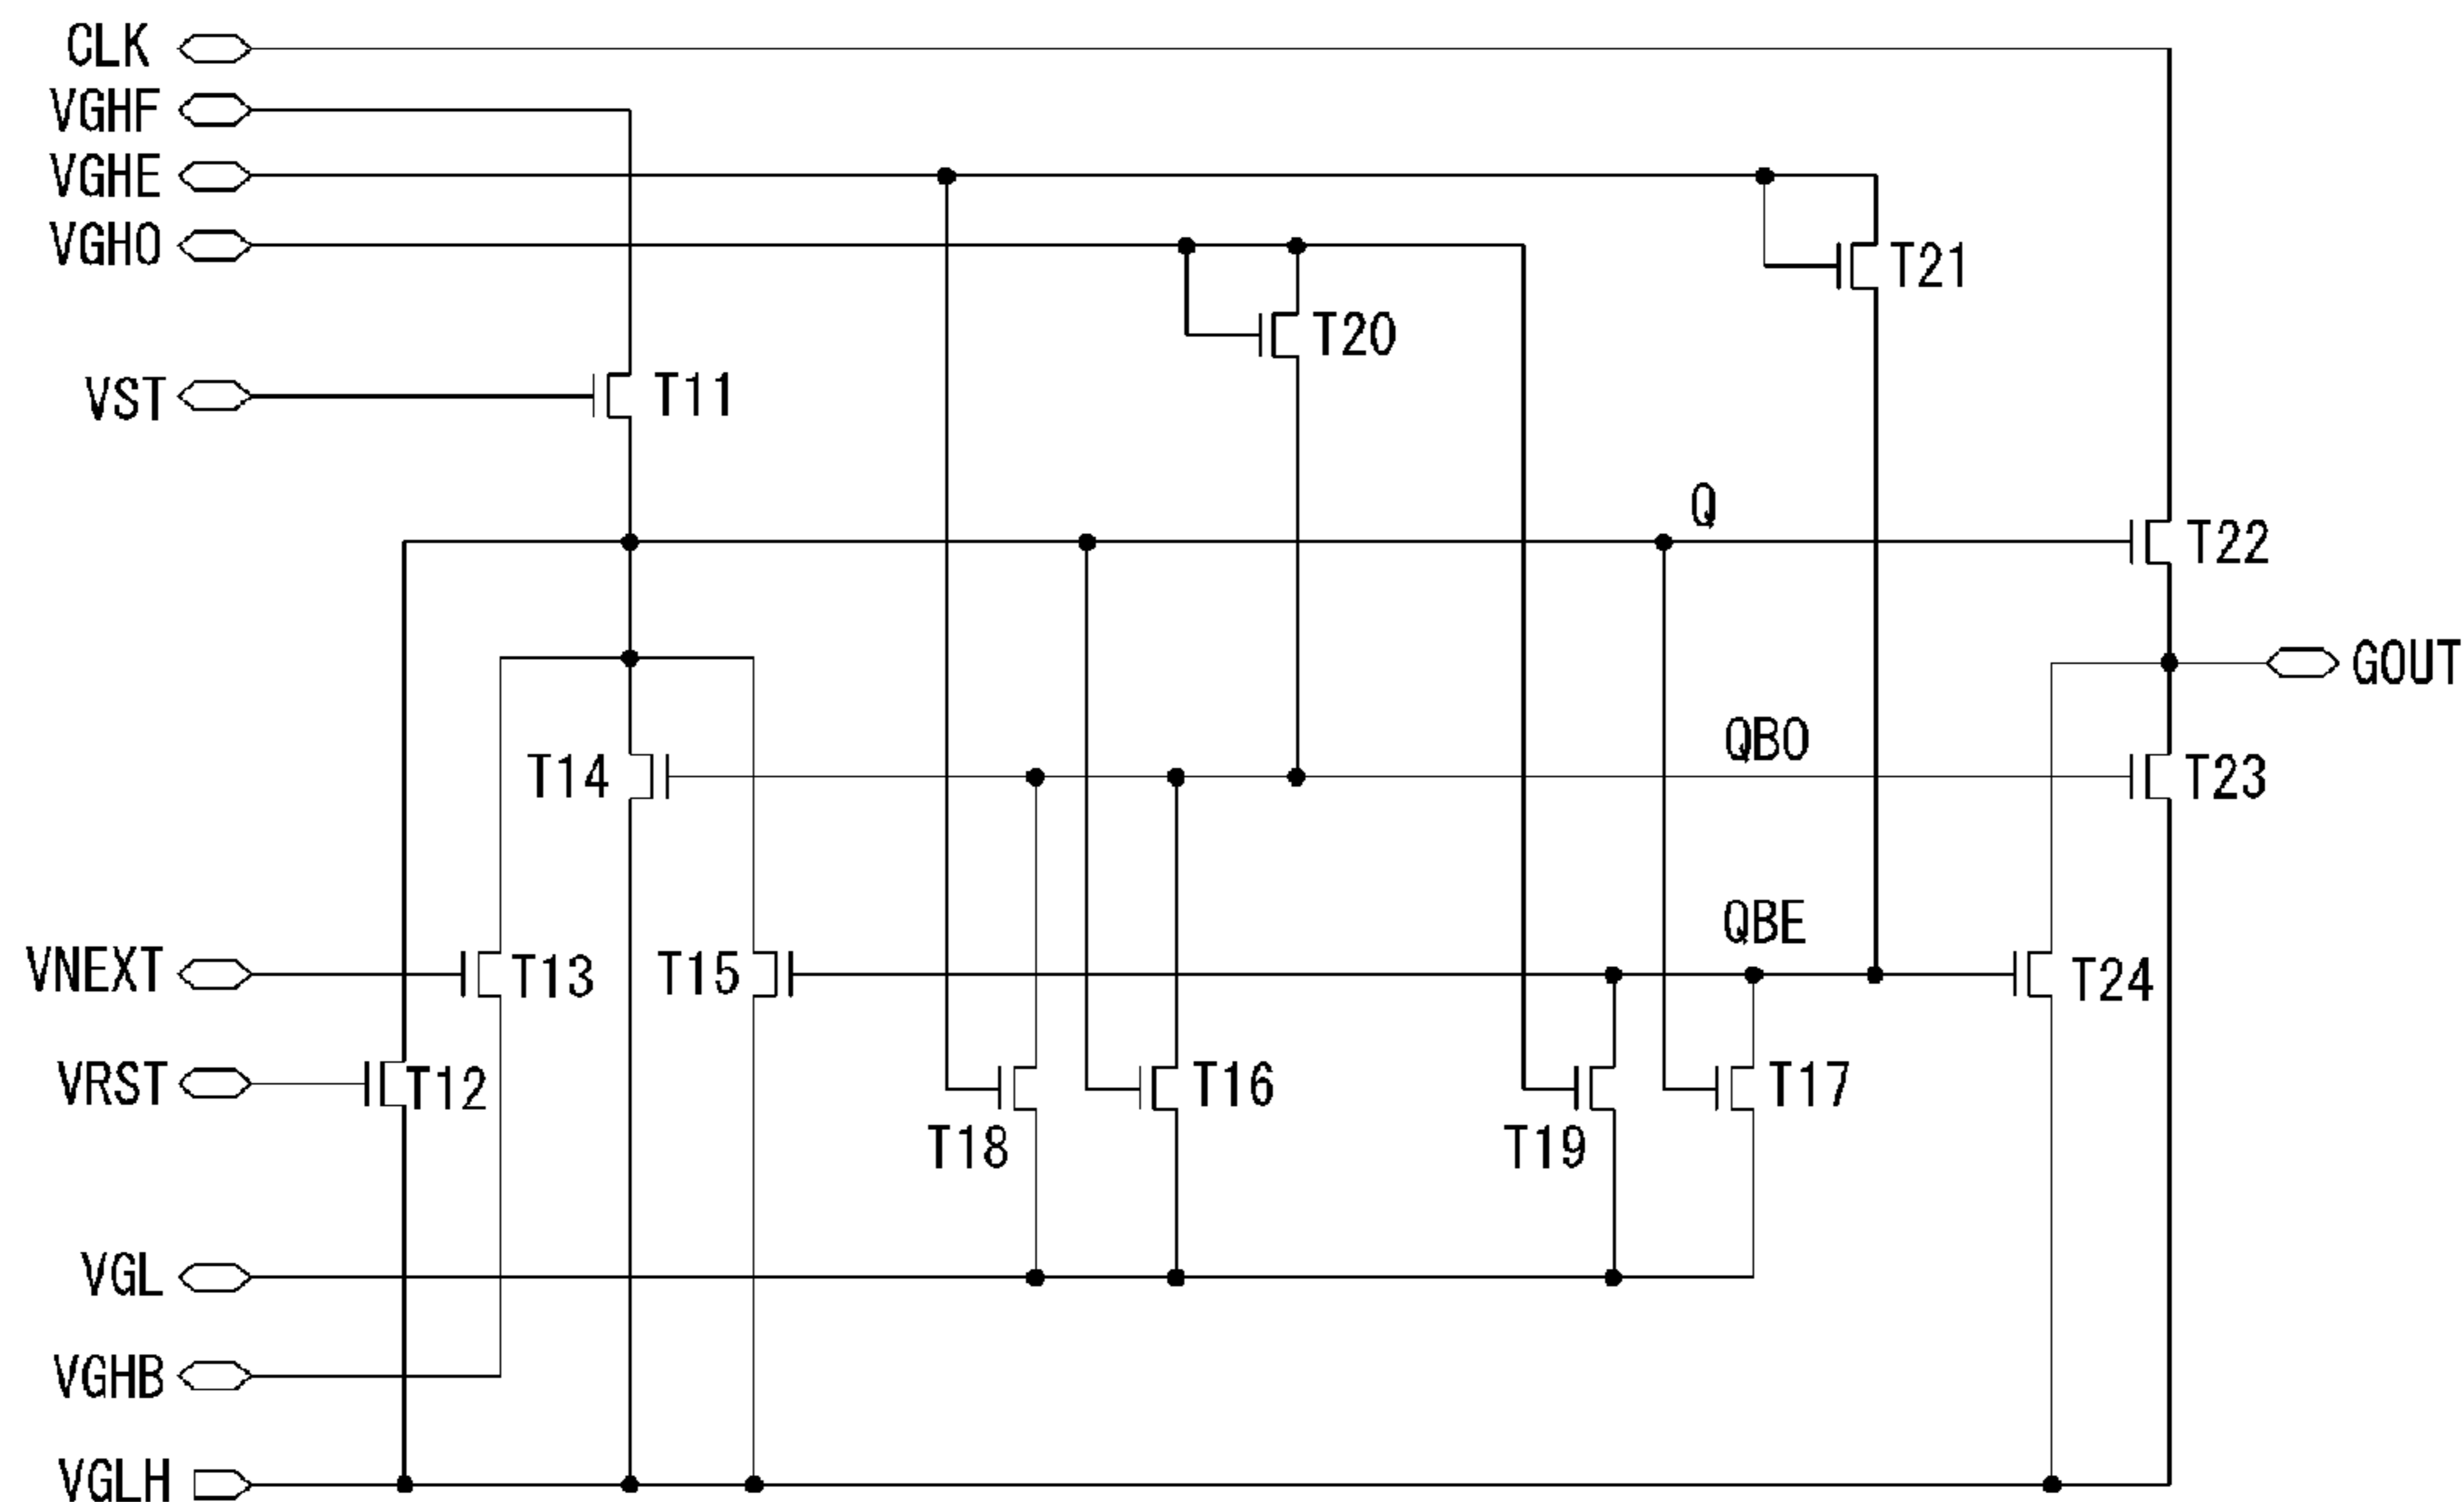 CLK
VGHF
VGHE
VGHO
T21
T20
VST
T11
Q
T22
GOUT
QBO
T14
T23
QBE
VNEXT
T13
T15
T24
VRST
T12
T16
T17
T18
T19
VGL
VGHB
VGLH